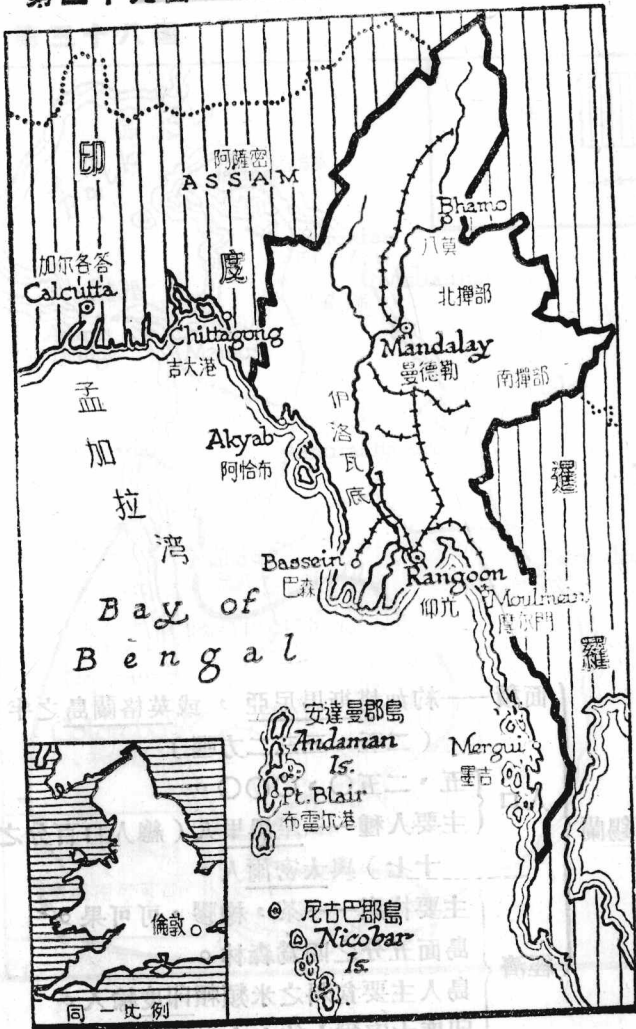 印
度
阿薩密
ASSAM
Bhamo
八莫
加尔各答
Calcutta
北撣部
Chittagong
吉大港
Mandalay
曼德勒
南撣部
伊洛瓦底
Akyab
阿恰布
孟加拉湾
Bay of
Bengal
暹羅
Bassein
巴森
Rangoon
仰光
Moulmein
摩尔門
安達曼郡島
Andaman
Is.
Pt. Blair
布雷尔港
Mergui
墨吉
尼古巴郡島
Nicobar
Is.
倫敦
同一比例